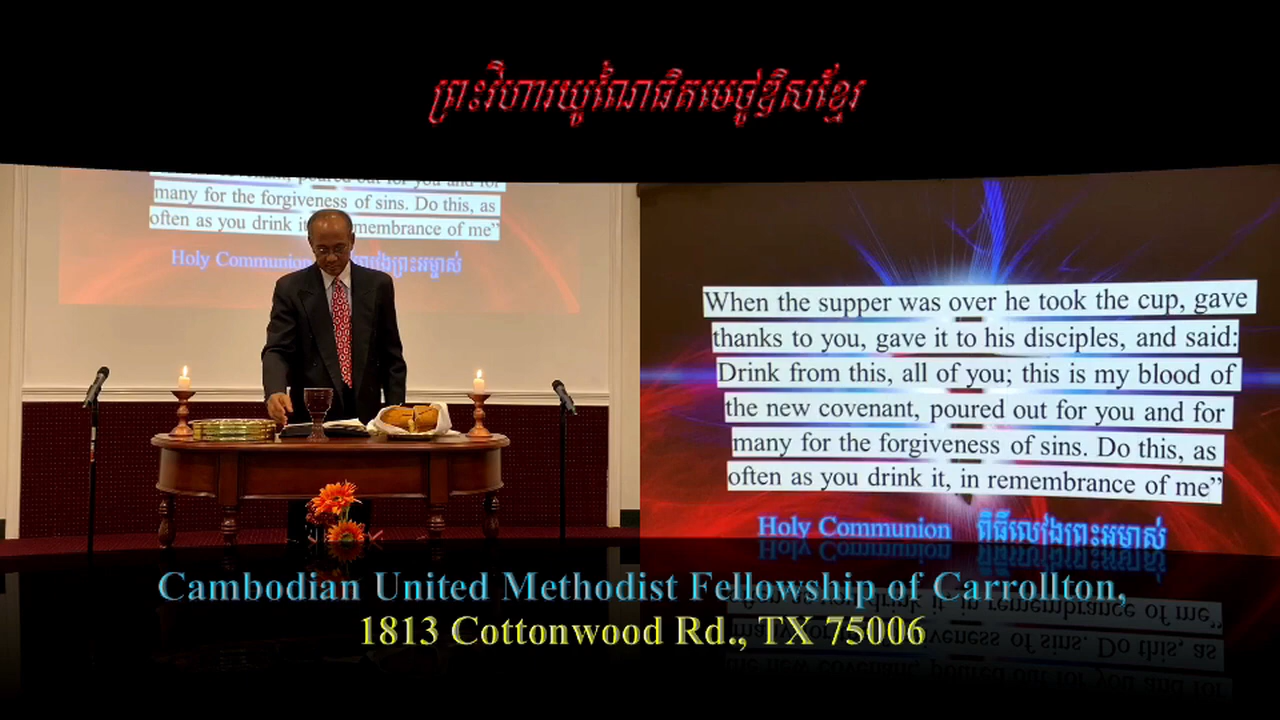 ព្រះវិហារយូណៃធិតមេថូឌីសខ្មែរ
many for the forgiveness of sins. Do this, as
often as you drink it
membrance of me”
Holy Communion
When the supper was over he took the cup, gave
thanks to you, gave it to his disciples, and said:
Drink from this, all of you; this is my blood of
the new covenant, poured out for you and for
many for the forgiveness of sins. Do this, as
often as you drink it, in remembrance of me”
Holy Communion ពិធីលៀងព្រះអម្ចាស់
Cambodian United Methodist Fellowship of Carrollton,
1813 Cottonwood Rd., TX 75006